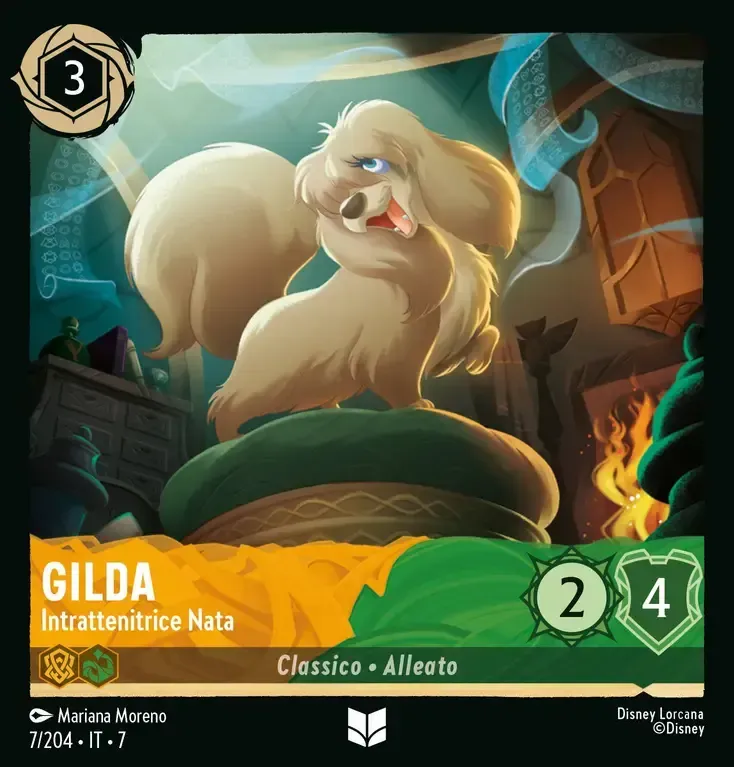 3
GILDA
Intrattenitrice Nata
2
4
Classico • Alleato
Mariana Moreno
7/204 • IT • 7
Disney Lorcana
©Disney